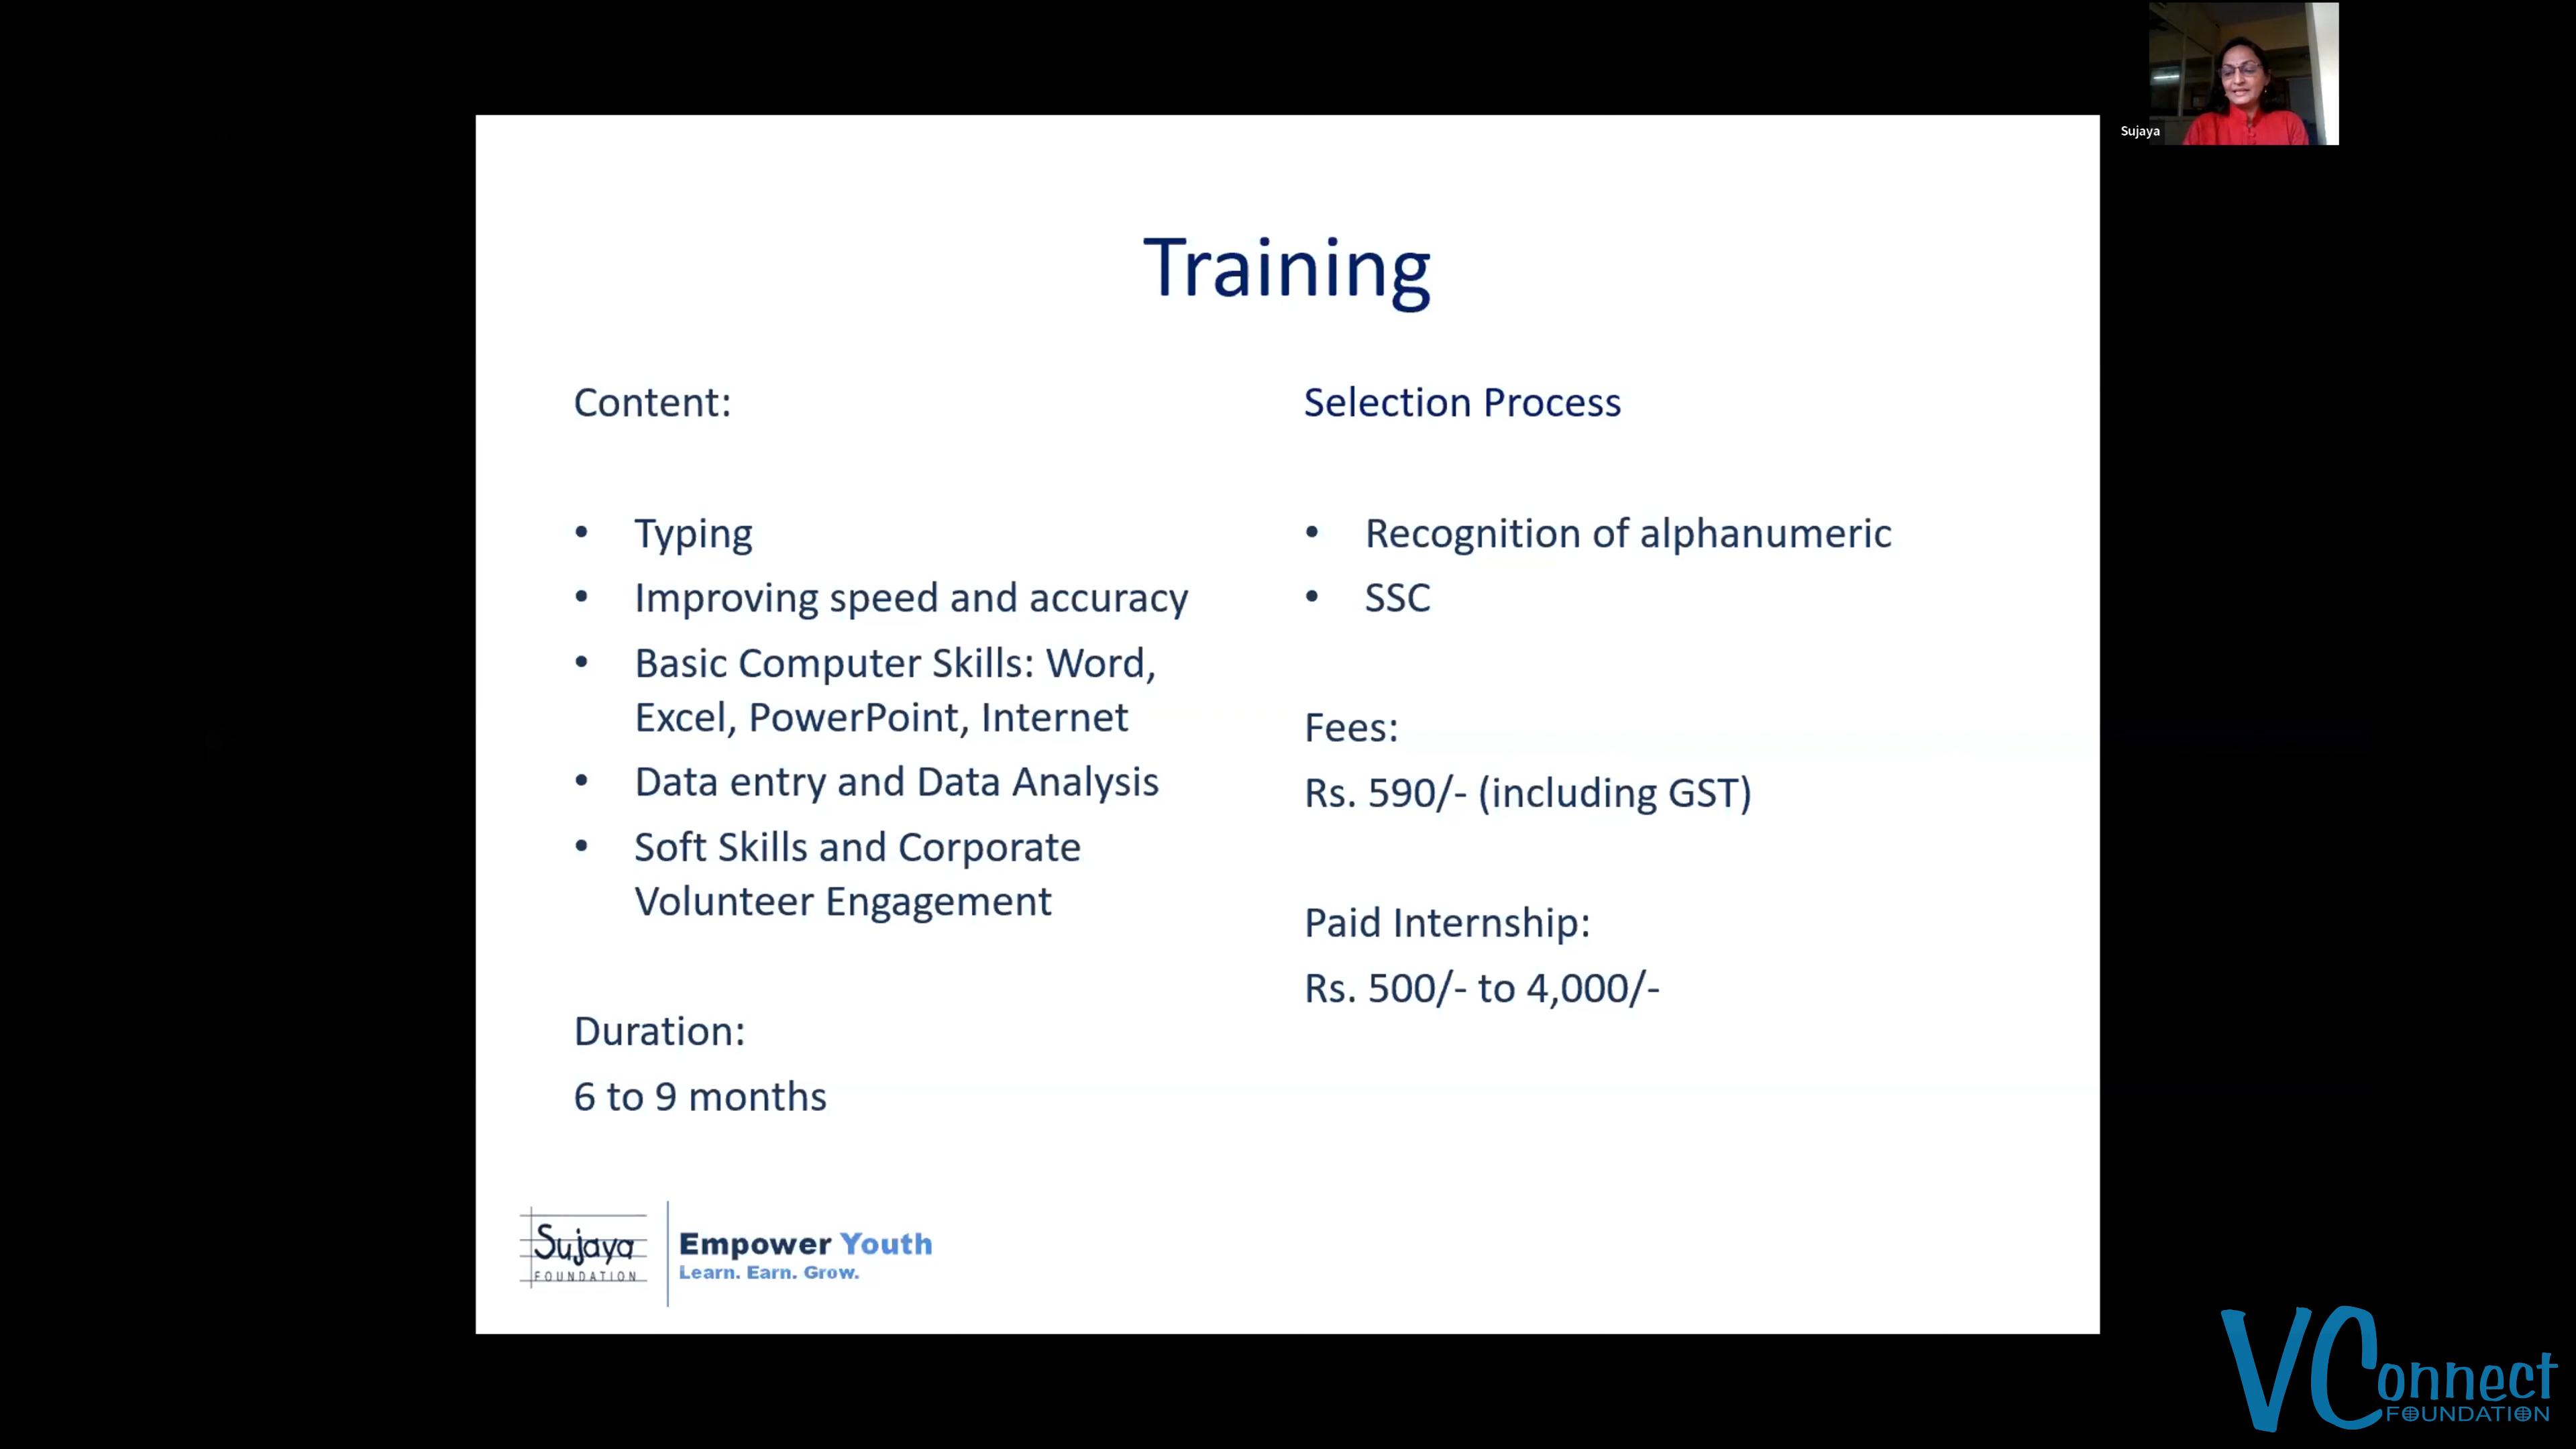 Sujaya
Training
Content:
• Typing
• Improving speed and accuracy
• Basic Computer Skills: Word,
Excel, PowerPoint, Internet
• Data entry and Data Analysis
• Soft Skills and Corporate
Volunteer Engagement
Duration:
6 to 9 months
Selection Process
• Recognition of alphanumeric
• SSC
Fees:
Rs. 590/- (including GST)
Paid Internship:
Rs. 500/- to 4,000/-
Sujaya
FOUNDATION
Empower Youth
Learn. Earn. Grow.
VConnect
FOUNDATION